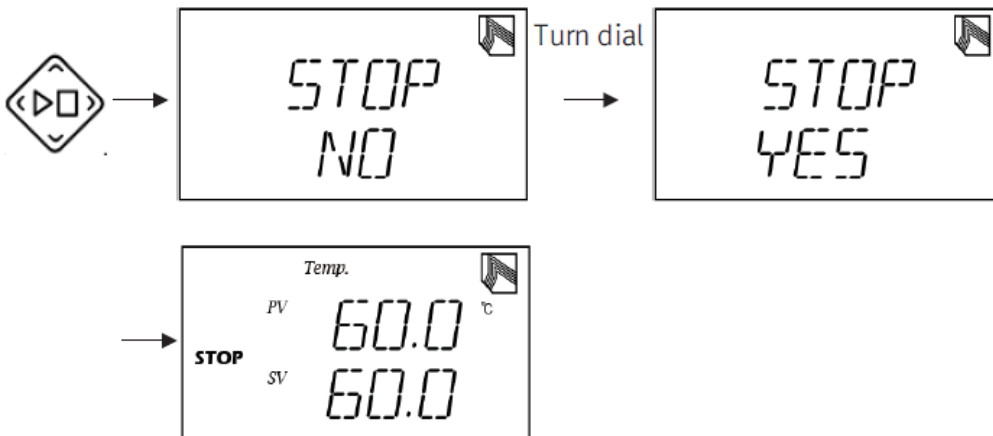 STOP
NO
Turn dial
STOP
YES
Temp.
PV 60.0 ℃
STOP
SV 60.0